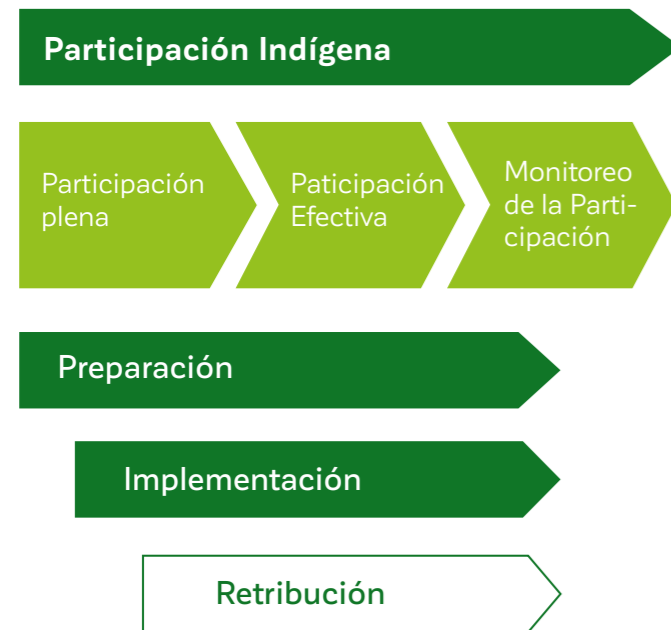 Participación Indígena
Participación
plena
Paticipación
Efectiva
Monitoreo
de la Parti-
cipación
Preparación
Implementación
Retribución